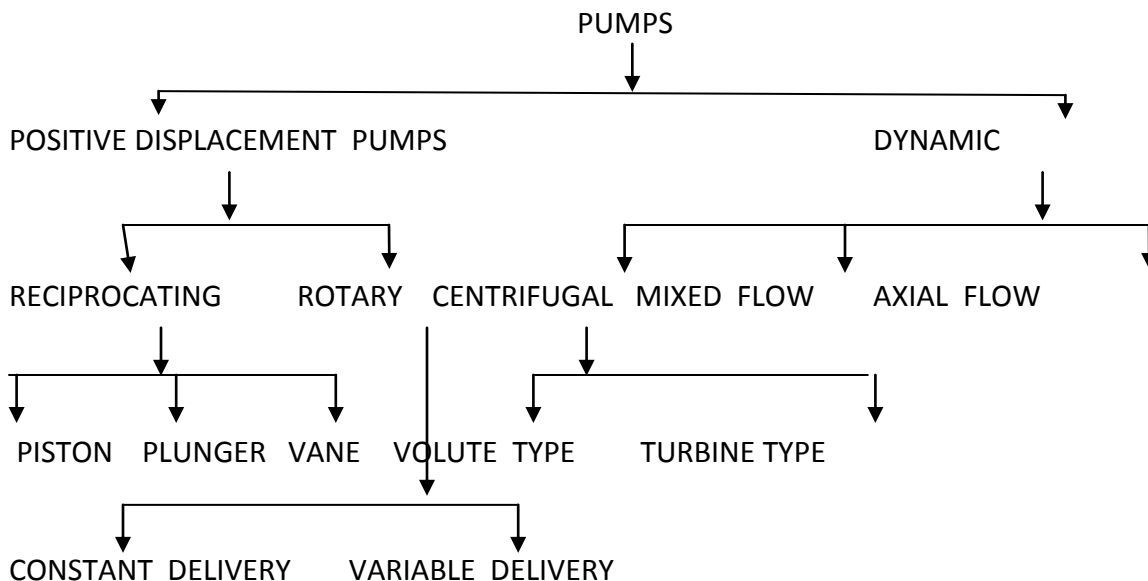 PUMPS
POSITIVE DISPLACEMENT PUMPS DYNAMIC
RECIPROCATING ROTARY CENTRIFUGAL MIXED FLOW AXIAL FLOW
PISTON PLUNGER VANE VOLUTE TYPE TURBINE TYPE
CONSTANT DELIVERY VARIABLE DELIVERY